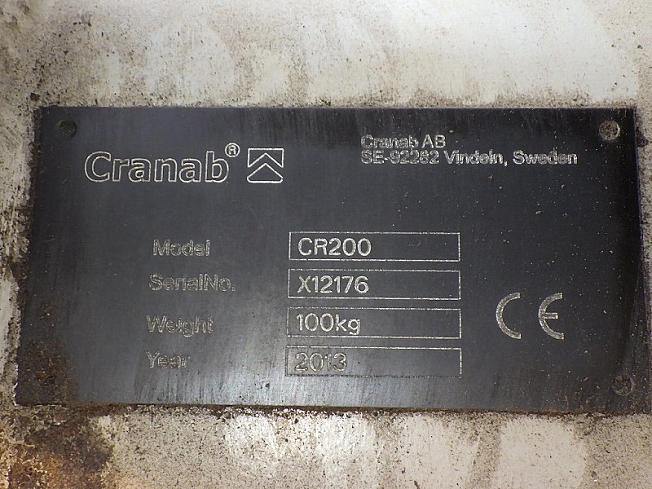 Cranab®
Cranab AB
SE-92282 Vindeln, Sweden
Model CR200
SerialNo. X12176
Weight 100kg
Year 2013
CE